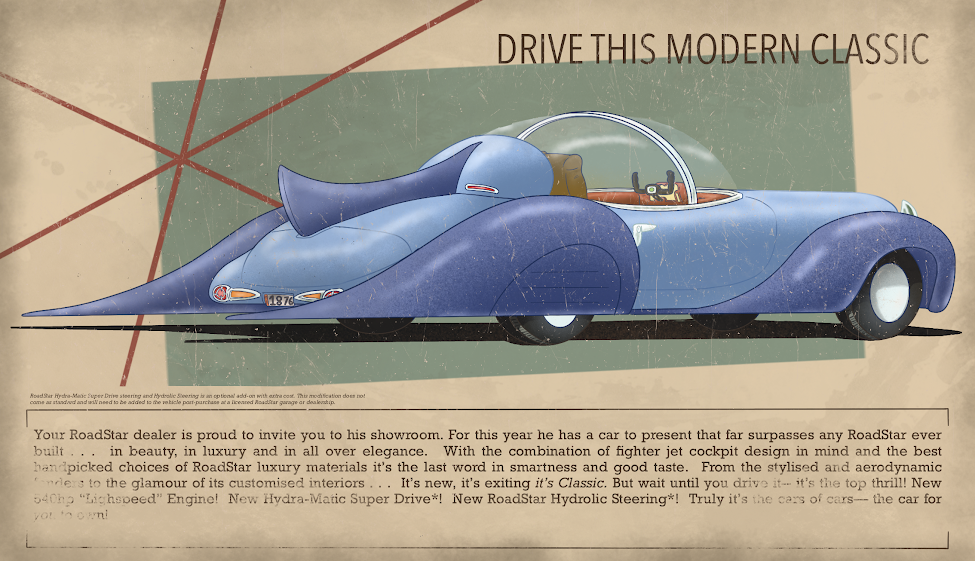 DRIVE THIS MODERN CLASSIC
1876
RoadStar Hydra-Matic Super Drive steering and Hydrolic Steering is an optional add-on with extra cost. This modification does not
come as standard and will need to be added to the vehicle post-purchase at a licensed RoadStar garage or dealership.
Your RoadStar dealer is proud to invite you to his showroom. For this year he has a car to present that far surpasses any RoadStar ever
built . . . in beauty, in luxury and in all over elegance. With the combination of fighter jet cockpit design in mind and the best
handpicked choices of RoadStar luxury materials it's the last word in smartness and good taste. From the stylised and aerodynamic
fenders to the glamour of its customised interiors . . . It's new, it's exiting it's Classic. But wait until you drive it— it's the top thrill! New
640hp "Lighspeed" Engine! New Hydra-Matic Super Drive*! New RoadStar Hydrolic Steering*! Truly it's the cars of cars— the car for
you to own!